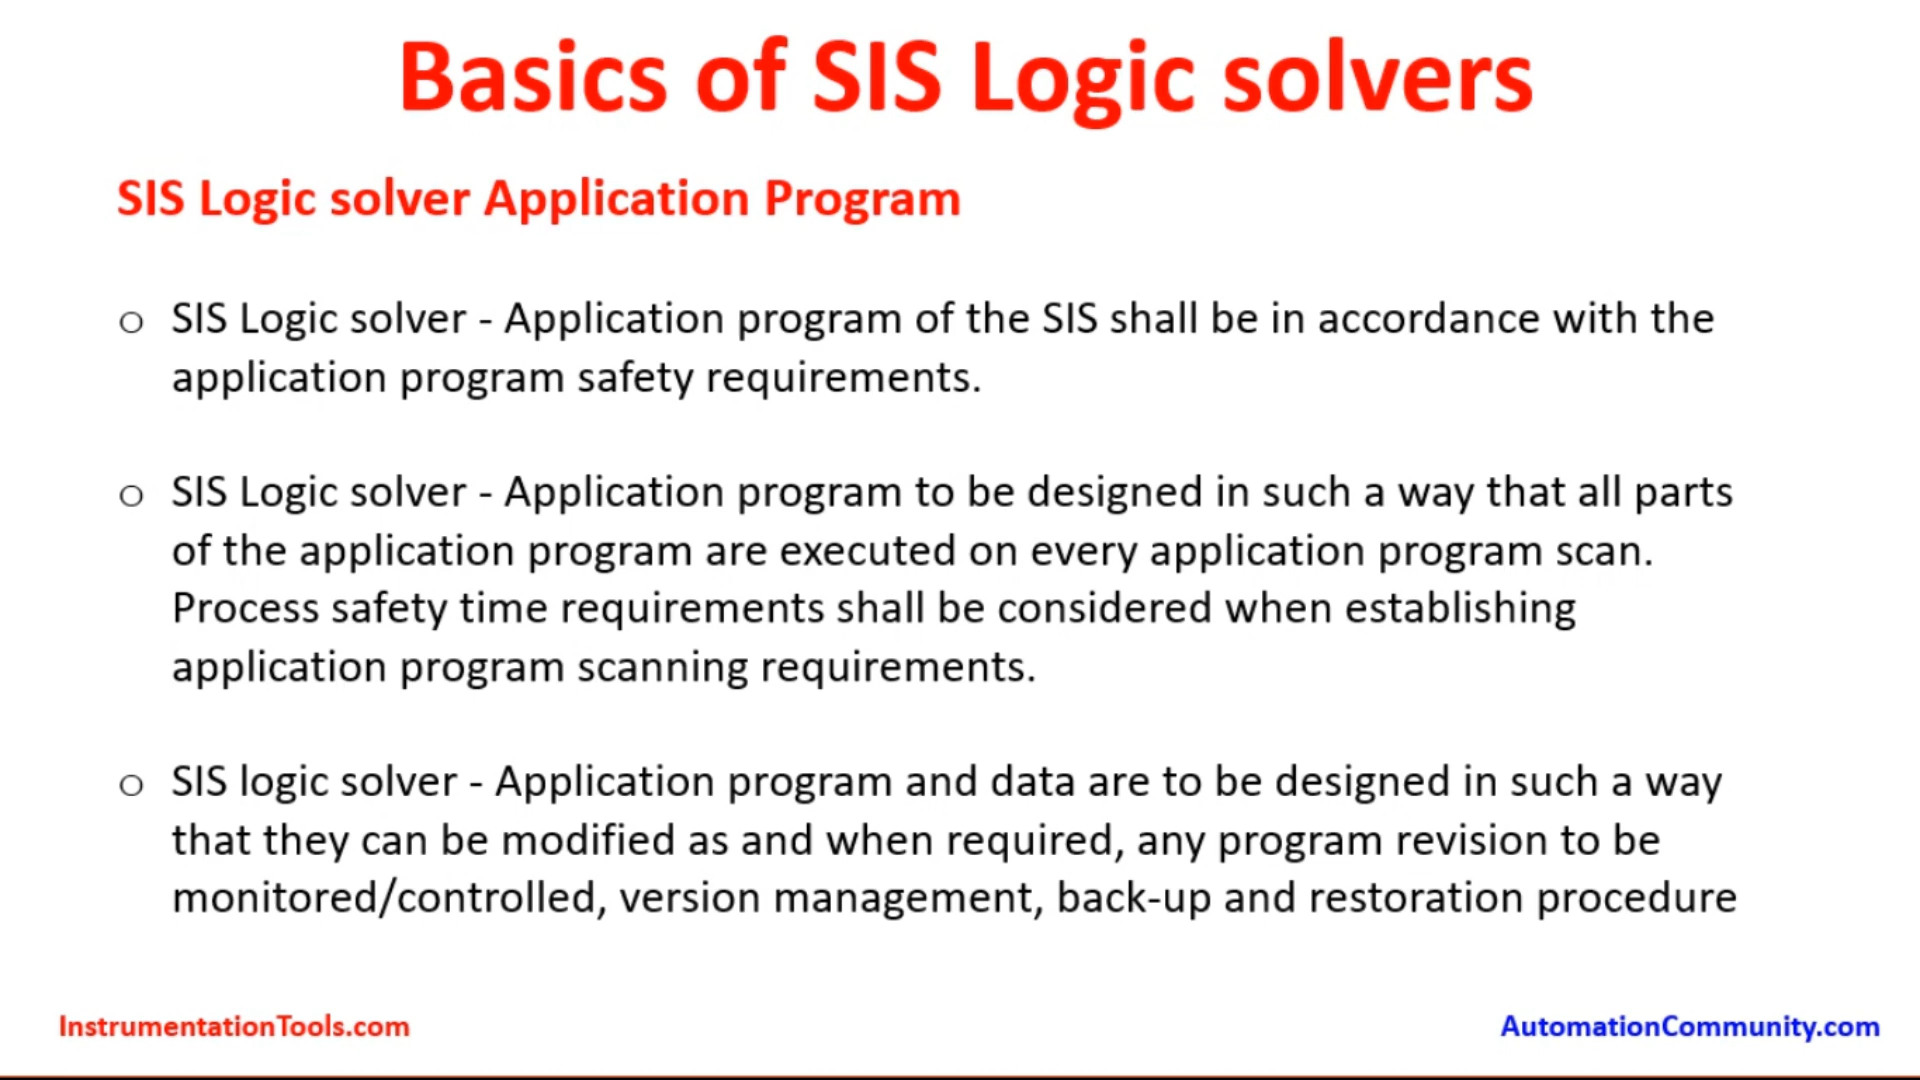 Basics of SIS Logic solvers
SIS Logic solver Application Program
o SIS Logic solver - Application program of the SIS shall be in accordance with the
application program safety requirements.
o SIS Logic solver - Application program to be designed in such a way that all parts
of the application program are executed on every application program scan.
Process safety time requirements shall be considered when establishing
application program scanning requirements.
o SIS logic solver - Application program and data are to be designed in such a way
that they can be modified as and when required, any program revision to be
monitored/controlled, version management, back-up and restoration procedure
InstrumentationTools.com
AutomationCommunity.com